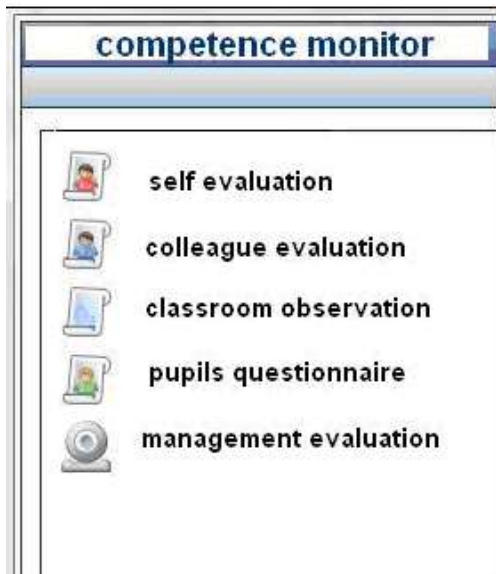 competence monitor
self evaluation
colleague evaluation
classroom observation
pupils questionnaire
management evaluation